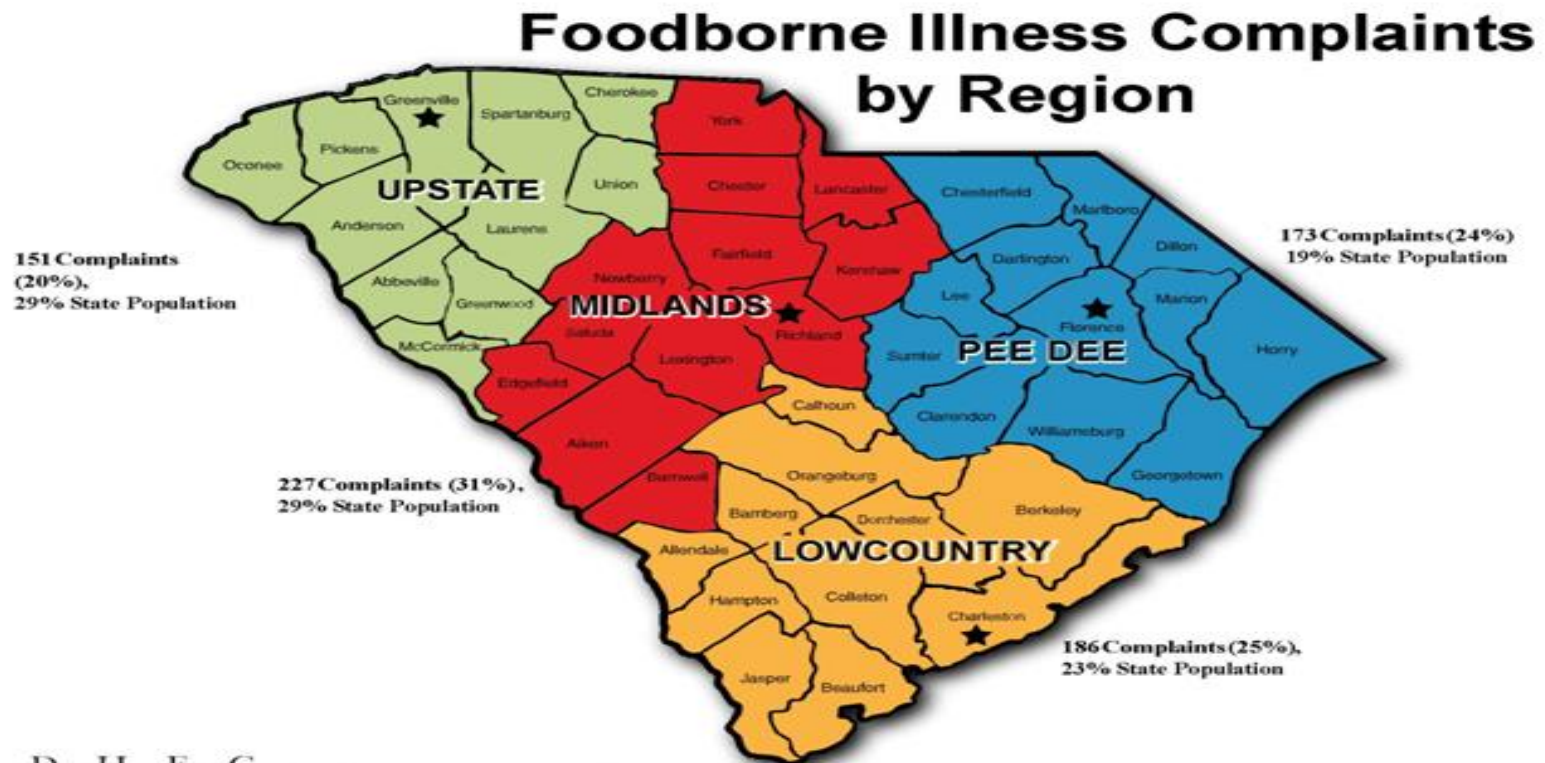 Foodborne Illness Complaints
by Region
Greenville
Spartanburg
Cherokee
Pickens
Oconee
UPSTATE
Union
Anderson
Laurens
Abbeville
Greenwood
McCormick
151 Complaints
(20%),
29% State Population
York
Chester
Lancaster
Fairfield
Kershaw
Newberry
MIDLANDS
Richland
Saluda
Lexington
Edgefield
Aiken
Barnwell
227 Complaints (31%),
29% State Population
Chesterfield
Marlboro
Dillon
Darlington
Lee
Marion
Florence
Sumter
PEE DEE
Horry
Clarendon
Williamsburg
Georgetown
173 Complaints (24%)
19% State Population
Calhoun
Orangeburg
Bamberg
Dorchester
Berkeley
Allendale
LOWCOUNTRY
Hampton
Colleton
Charleston
Jasper
Beaufort
186 Complaints (25%),
23% State Population
D H E C